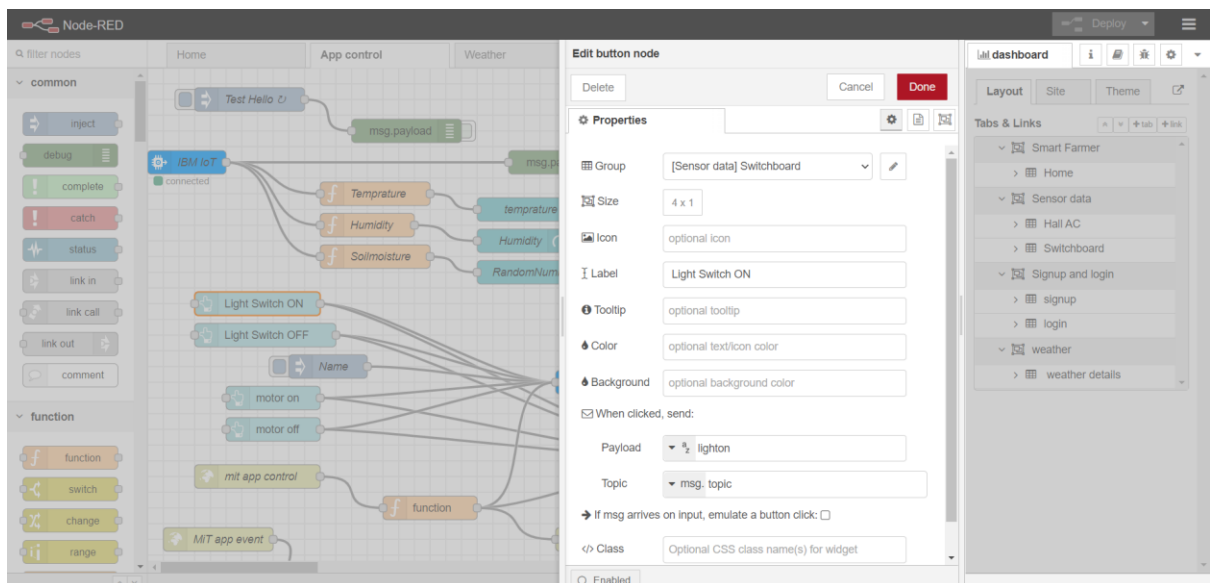 Node-RED
Deploy
filter nodes
common
inject
debug
complete
catch
status
link in
link call
link out
comment
function
function
switch
change
range
Home
App control
Weather
Test Hello ↻
msg.payload
IBM IoT
connected
Temprature
Humidity
Soilmoisture
temprature
Humidity
Light Switch ON
Light Switch OFF
Name
motor on
motor off
mit app control
function
MIT app event
Edit button node
Delete
Cancel
Done
Properties
Group
[Sensor data] Switchboard
Size
4 x 1
Icon
optional icon
Label
Light Switch ON
Tooltip
optional tooltip
Color
optional text/icon color
Background
optional background color
When clicked, send:
Payload
lighton
Topic
msg. topic
If msg arrives on input, emulate a button click:
</> Class
Optional CSS class name(s) for widget
Enabled
dashboard
Layout
Site
Theme
Tabs & Links
+tab
+link
Smart Farmer
Home
Sensor data
Hall AC
Switchboard
Signup and login
signup
login
weather
weather details